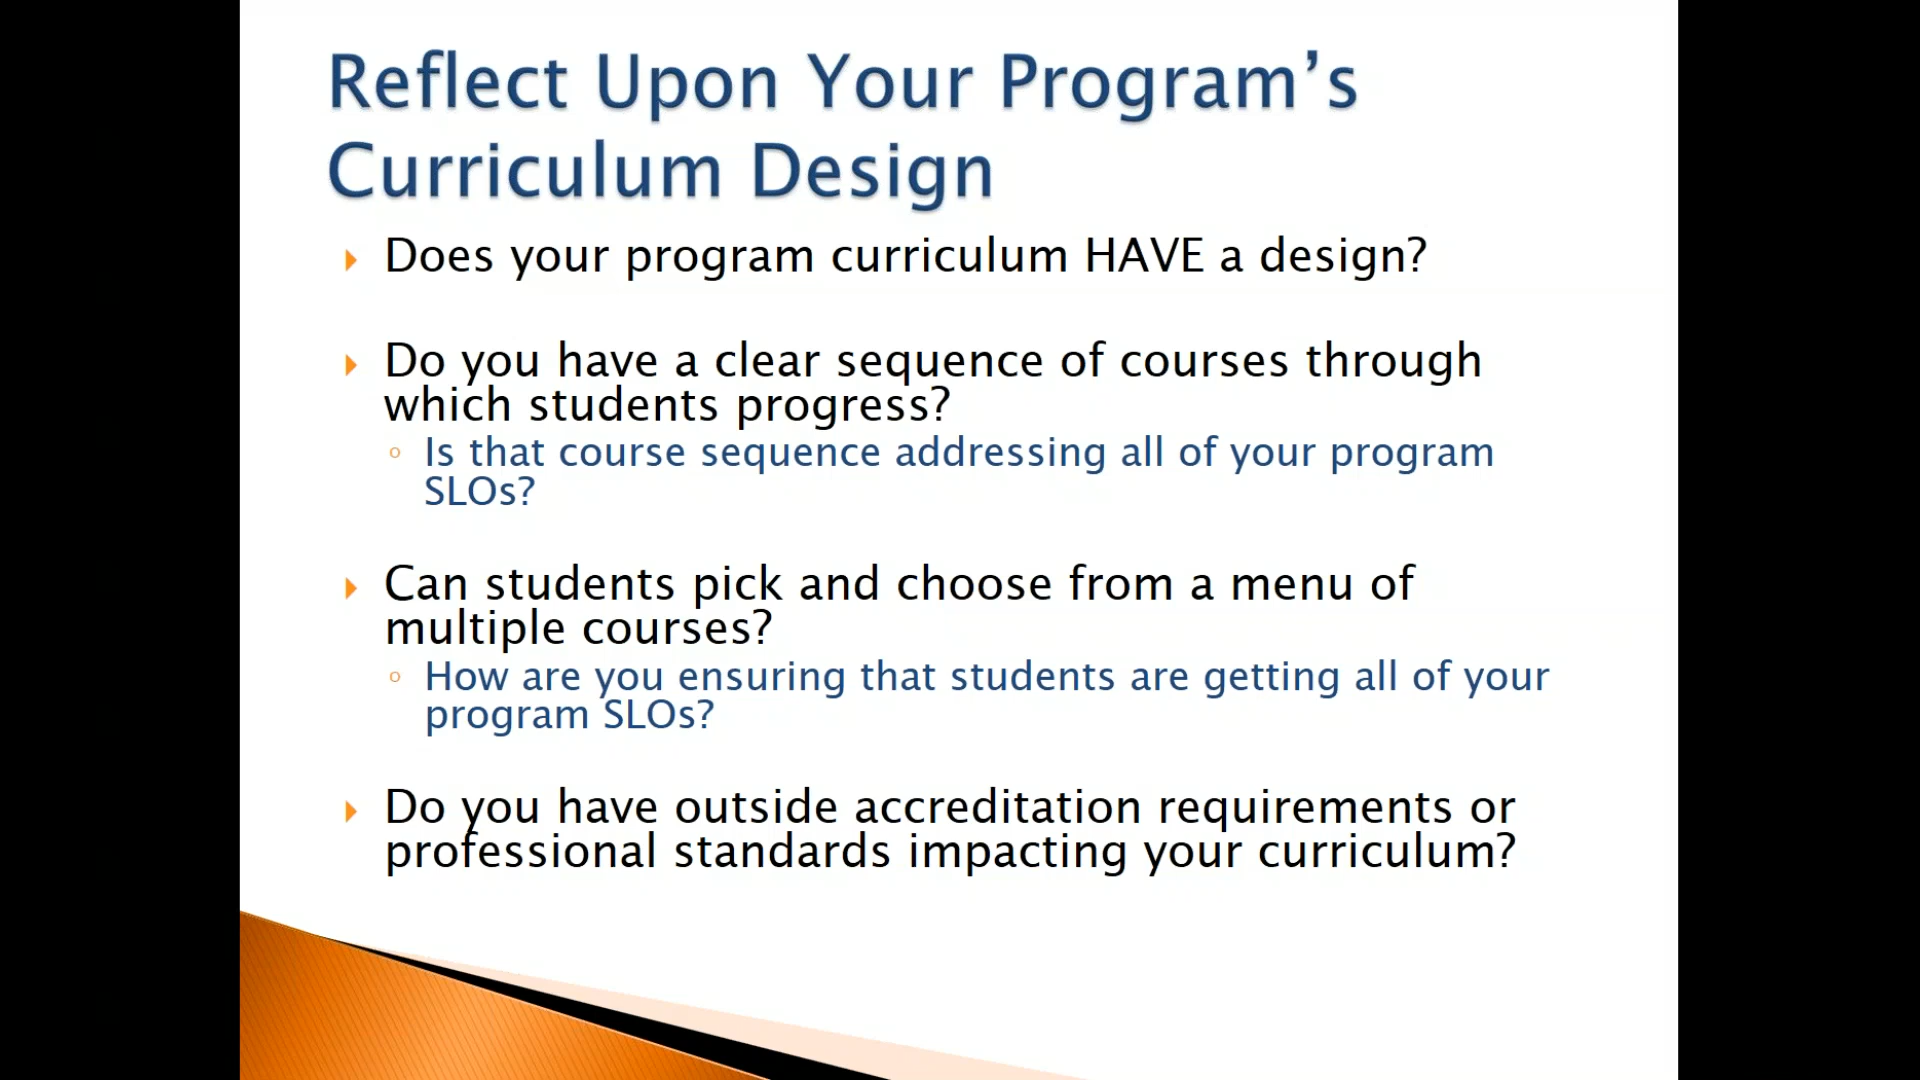 Reflect Upon Your Program’s
Curriculum Design
Does your program curriculum HAVE a design?
Do you have a clear sequence of courses through
which students progress?
Is that course sequence addressing all of your program
SLOs?
Can students pick and choose from a menu of
multiple courses?
How are you ensuring that students are getting all of your
program SLOs?
Do you have outside accreditation requirements or
professional standards impacting your curriculum?